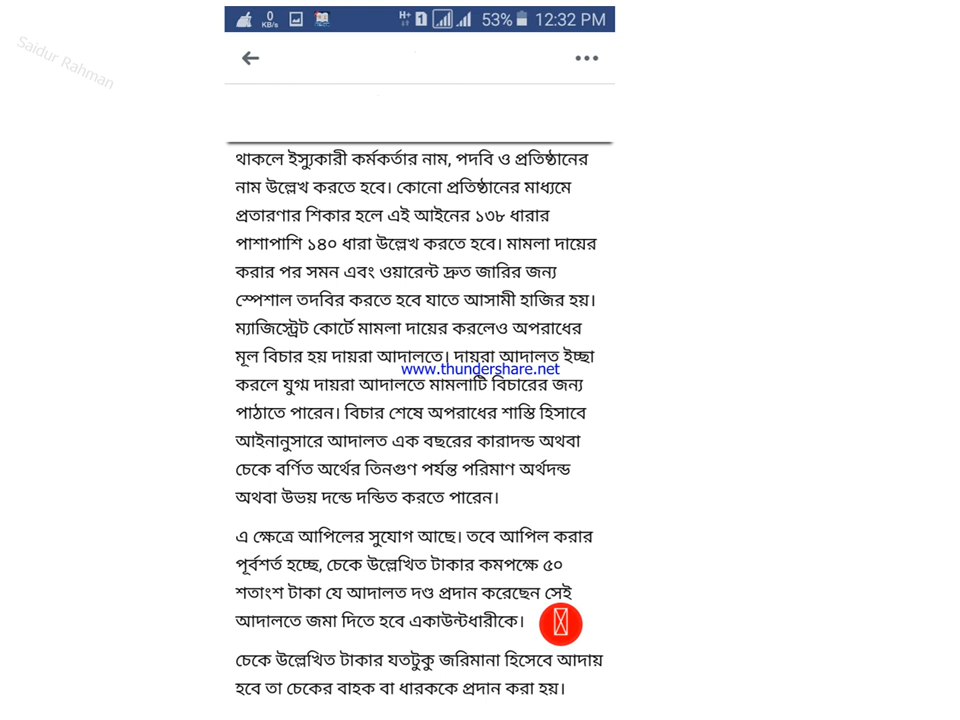 Saidur Rahman
0 KB/s H+ 1 53% 12:32 PM
থাকলে ইস্যুকারী কর্মকর্তার নাম, পদবি ও প্রতিষ্ঠানের
নাম উল্লেখ করতে হবে। কোনো প্রতিষ্ঠানের মাধ্যমে
প্রতারণার শিকার হলে এই আইনের ১৩৮ ধারার
পাশাপাশি ১৪০ ধারা উল্লেখ করতে হবে। মামলা দায়ের
করার পর সমন এবং ওয়ারেন্ট দ্রুত জারির জন্য
স্পেশাল তদবির করতে হবে যাতে আসামী হাজির হয়।
ম্যাজিস্ট্রেট কোর্টে মামলা দায়ের করলেও অপরাধের
মূল বিচার হয় দায়রা আদালতে। দায়রা আদালত ইচ্ছা
www.thundershare.net
করলে যুগ্ম দায়রা আদালতে মামলাটি বিচারের জন্য
পাঠাতে পারেন। বিচার শেষে অপরাধের শাস্তি হিসাবে
আইনানুসারে আদালত এক বছরের কারাদন্ড অথবা
চেকে বর্ণিত অর্থের তিনগুণ পর্যন্ত পরিমাণ অর্থদন্ড
অথবা উভয় দন্ডে দন্ডিত করতে পারেন।
এ ক্ষেত্রে আপিলের সুযোগ আছে। তবে আপিল করার
পূর্বশর্ত হচ্ছে, চেকে উল্লেখিত টাকার কমপক্ষে ৫০
শতাংশ টাকা যে আদালত দণ্ড প্রদান করেছেন সেই
আদালতে জমা দিতে হবে একাউন্টধারীকে।
চেকে উল্লেখিত টাকার যতটুকু জরিমানা হিসেবে আদায়
হবে তা চেকের বাহক বা ধারককে প্রদান করা হয়।